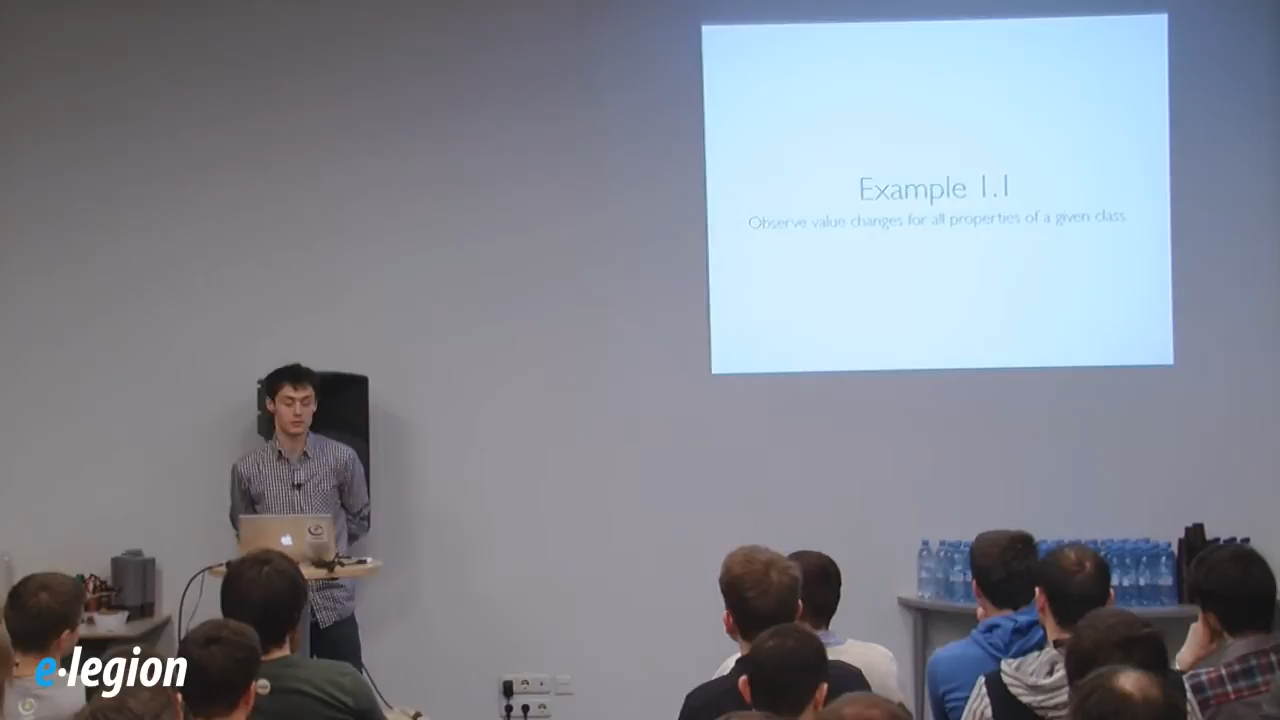 Example 1.1
Observe value changes for all properties of a given class
e·legion